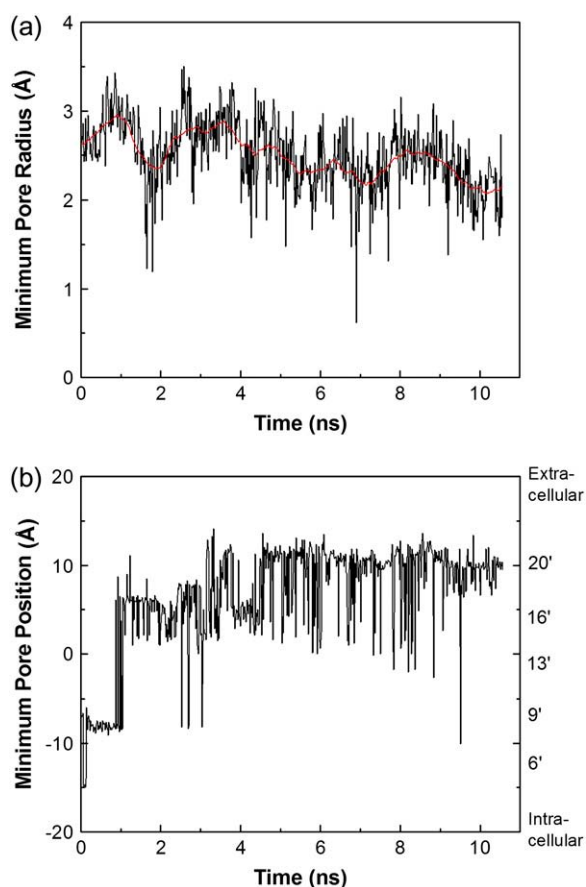 (a)
4
3
2
1
0
Minimum Pore Radius (Å)
0 2 4 6 8 10
Time (ns)
(b)
20
10
0
-10
-20
Minimum Pore Position (Å)
Extra-
cellular
20'
16'
13'
9'
6'
Intra-
cellular
0 2 4 6 8 10
Time (ns)